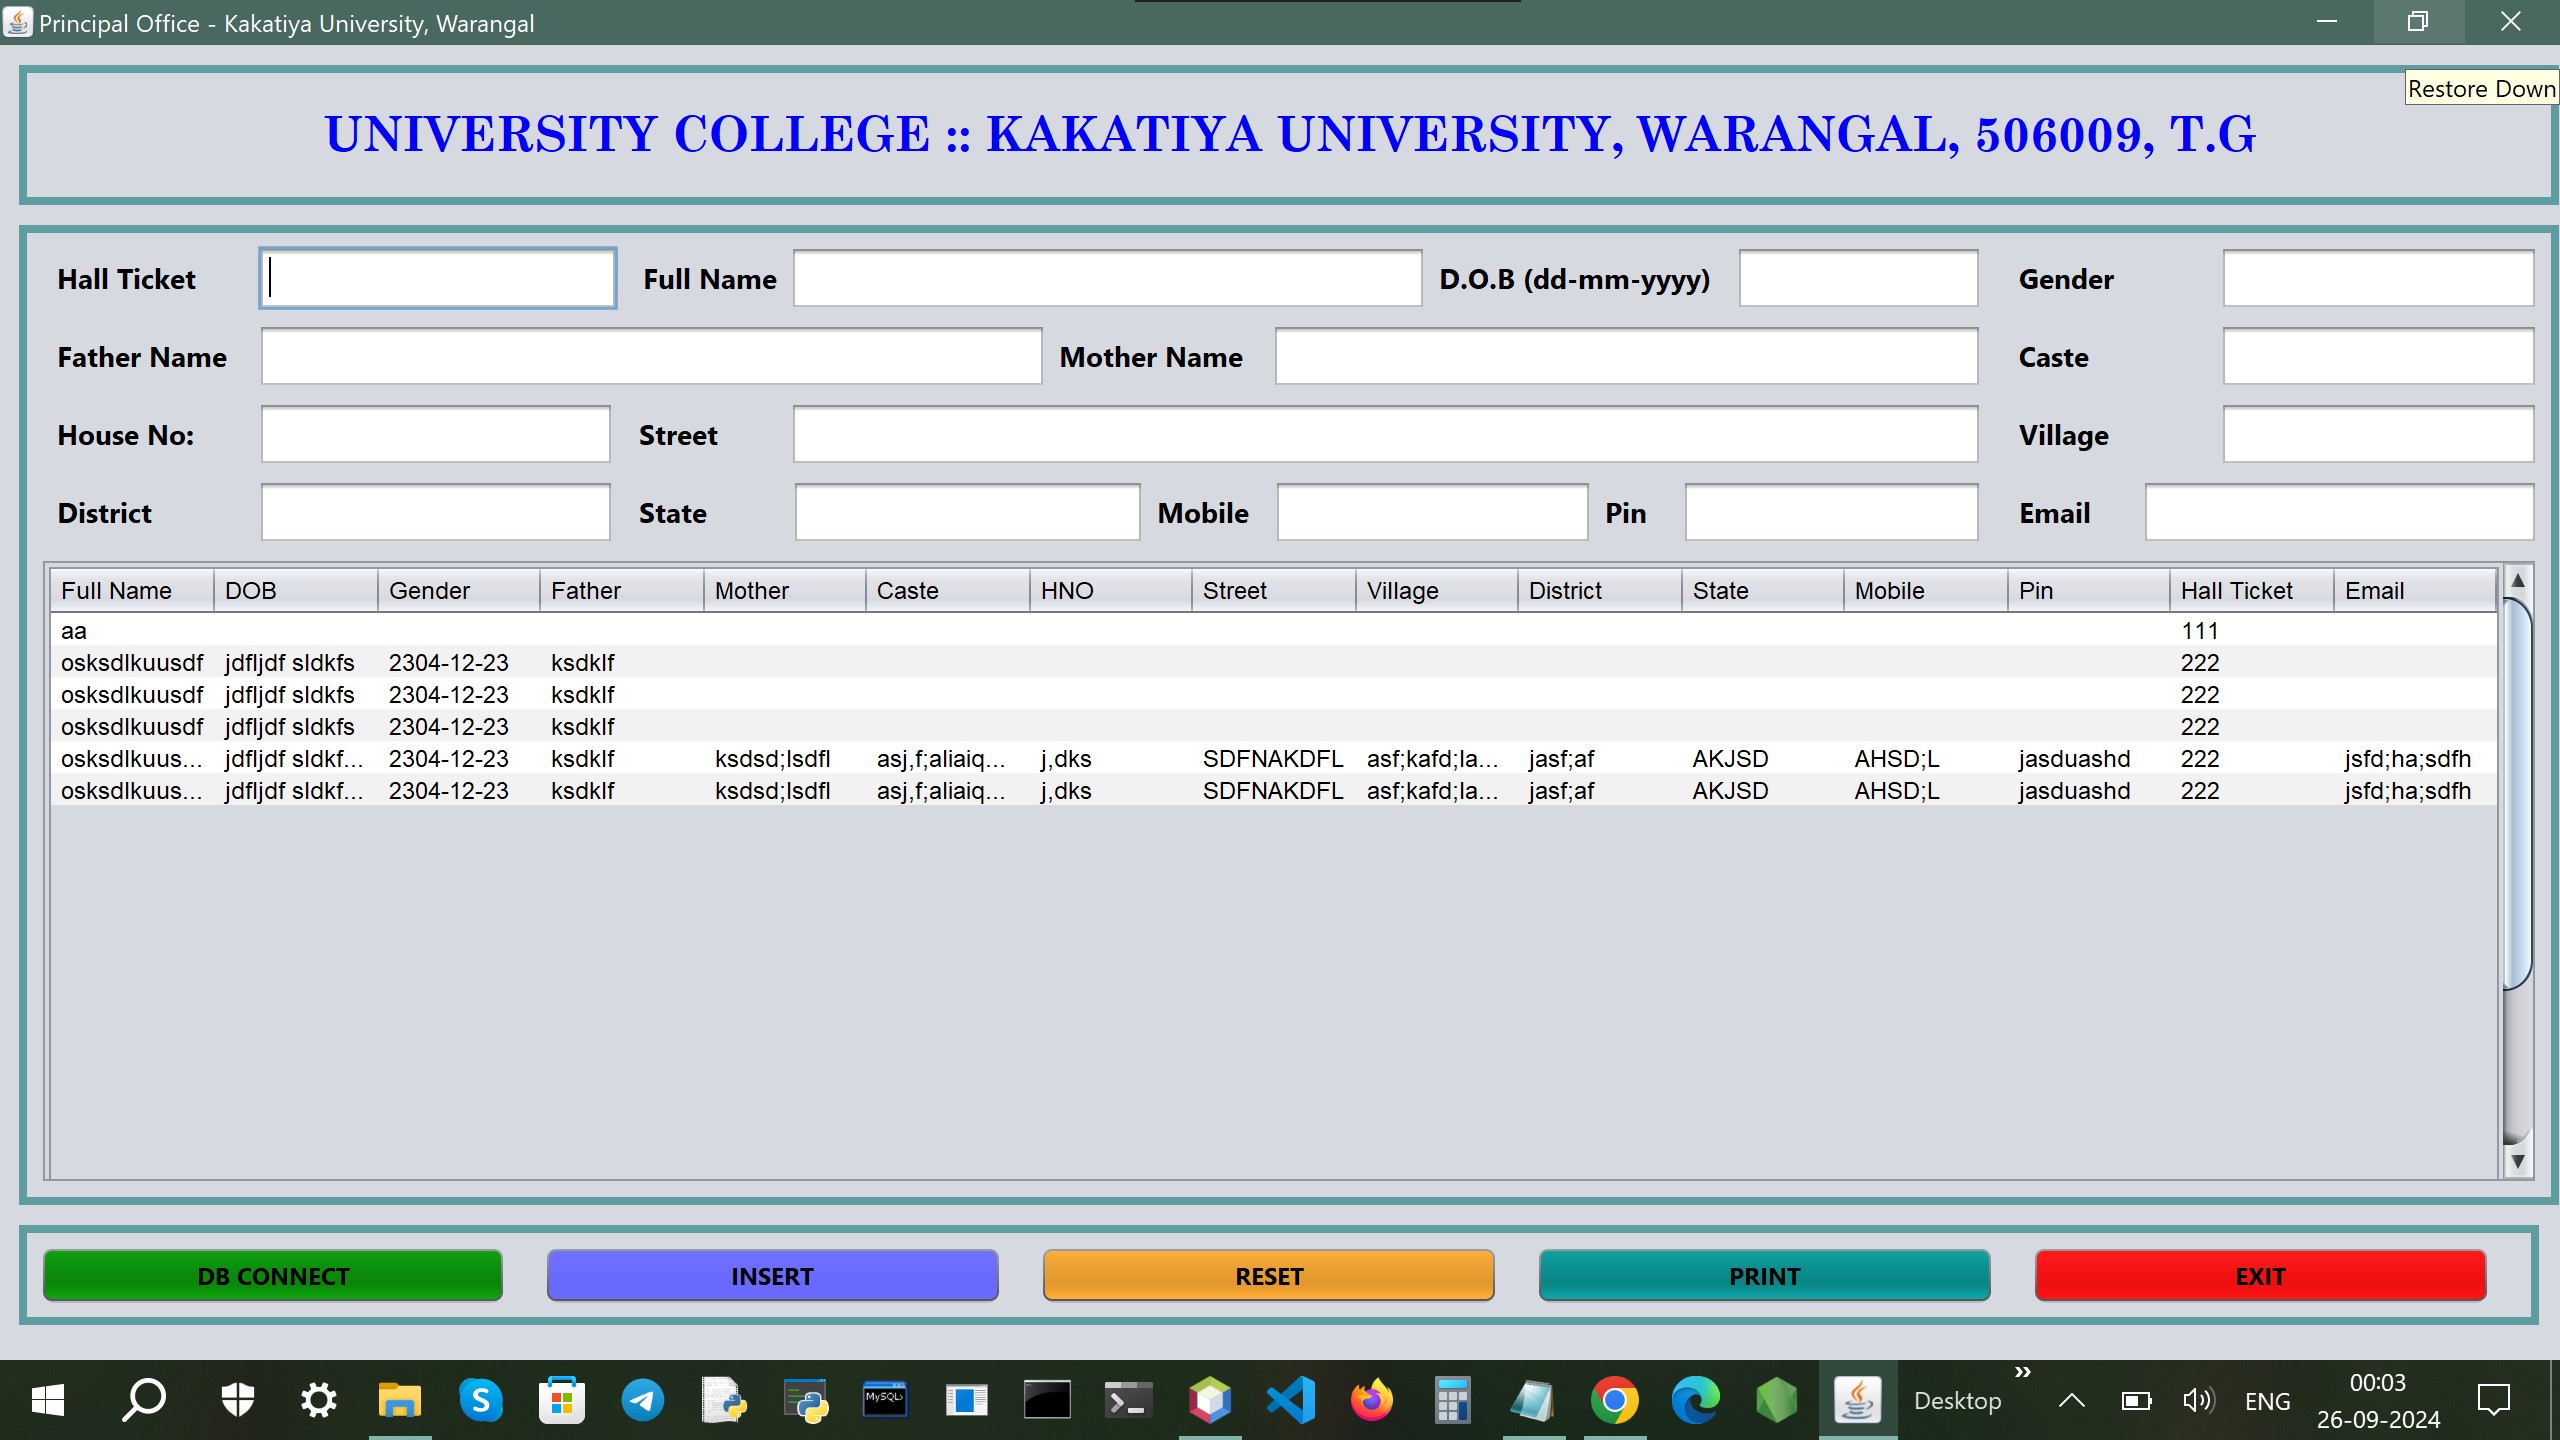 Principal Office - Kakatiya University, Warangal
Restore Down
UNIVERSITY COLLEGE :: KAKATIYA UNIVERSITY, WARANGAL, 506009, T.G
Hall Ticket Full Name D.O.B (dd-mm-yyyy) Gender
Father Name Mother Name Caste
House No: Street Village
District State Mobile Pin Email
Full Name DOB Gender Father Mother Caste HNO Street Village District State Mobile Pin Hall Ticket Email
aa 111
osksdlkuusdf jdfljdf sldkfs 2304-12-23 ksdklf 222
osksdlkuusdf jdfljdf sldkfs 2304-12-23 ksdklf 222
osksdlkuusdf jdfljdf sldkfs 2304-12-23 ksdklf 222
osksdlkuus... jdfljdf sldkf... 2304-12-23 ksdklf ksdsd;lsdfl asj,f;aliaiq... j,dks SDFNAKDFL asf;kafd;la... jasf;af AKJSD AHSD;L jasduashd 222 jsfd;ha;sdfh
osksdlkuus... jdfljdf sldkf... 2304-12-23 ksdklf ksdsd;lsdfl asj,f;aliaiq... j,dks SDFNAKDFL asf;kafd;la... jasf;af AKJSD AHSD;L jasduashd 222 jsfd;ha;sdfh
DB CONNECT INSERT RESET PRINT EXIT
S MySQL> Desktop » ENG 00:03
26-09-2024